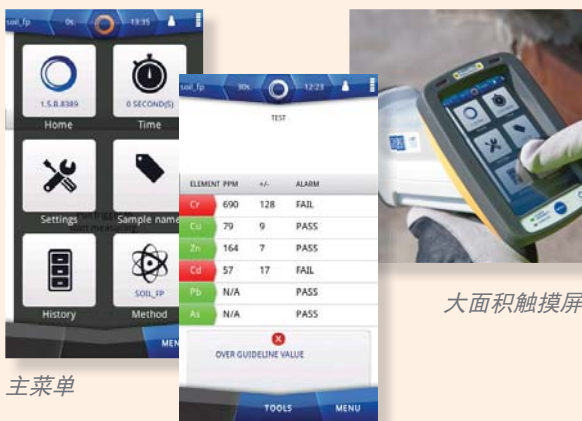 soil_fp 0s 13:35
1.5.B.8389 0 SECOND(S)
Home Time
Settings Sample name
start measuring
SOIL_FP
History Method
MEN
主菜单
soil_fp 30s 12:23
TEST
ELEMENT PPM +/- ALARM
Cr 690 128 FAIL
Cu 79 9 PASS
Zn 164 7 PASS
Cd 57 17 FAIL
Pb N/A PASS
As N/A PASS
OVER GUIDELINE VALUE
TOOLS MENU
大面积触摸屏